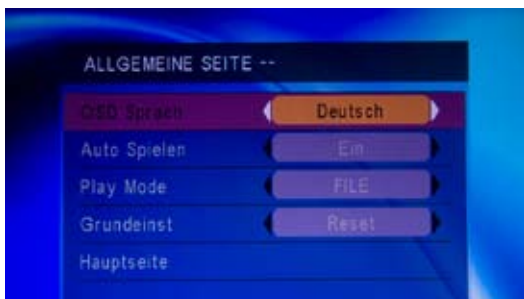 ALLGEMEINE SEITE --
OSD Sprach Deutsch
Auto Spielen Ein
Play Mode FILE
Grundeinst Reset
Hauptseite